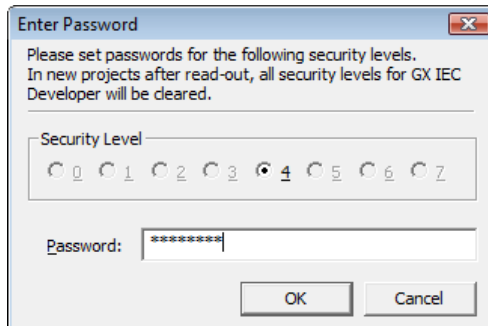 Enter Password
Please set passwords for the following security levels.
In new projects after read-out, all security levels for GX IEC
Developer will be cleared.
Security Level
0 1 2 3 4 5 6 7
Password: ********
OK Cancel